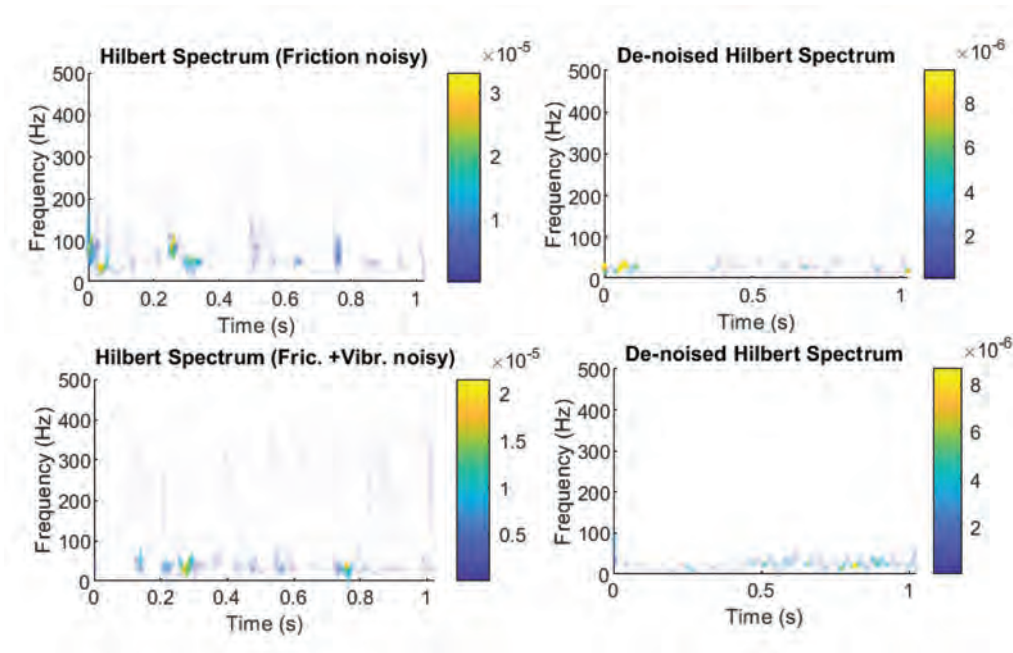 Hilbert Spectrum (Friction noisy)
×10⁻⁵
500
400
300
200
100
0
Frequency (Hz)
0 0.2 0.4 0.6 0.8 1
Time (s)
3
2
1
De-noised Hilbert Spectrum
×10⁻⁶
500
400
300
200
100
0
Frequency (Hz)
0 0.5 1
Time (s)
8
6
4
2
Hilbert Spectrum (Fric. +Vibr. noisy)
×10⁻⁵
500
400
300
200
100
0
Frequency (Hz)
0 0.2 0.4 0.6 0.8 1
Time (s)
2
1.5
1
0.5
De-noised Hilbert Spectrum
×10⁻⁶
500
400
300
200
100
0
Frequency (Hz)
0 0.5 1
Time (s)
8
6
4
2